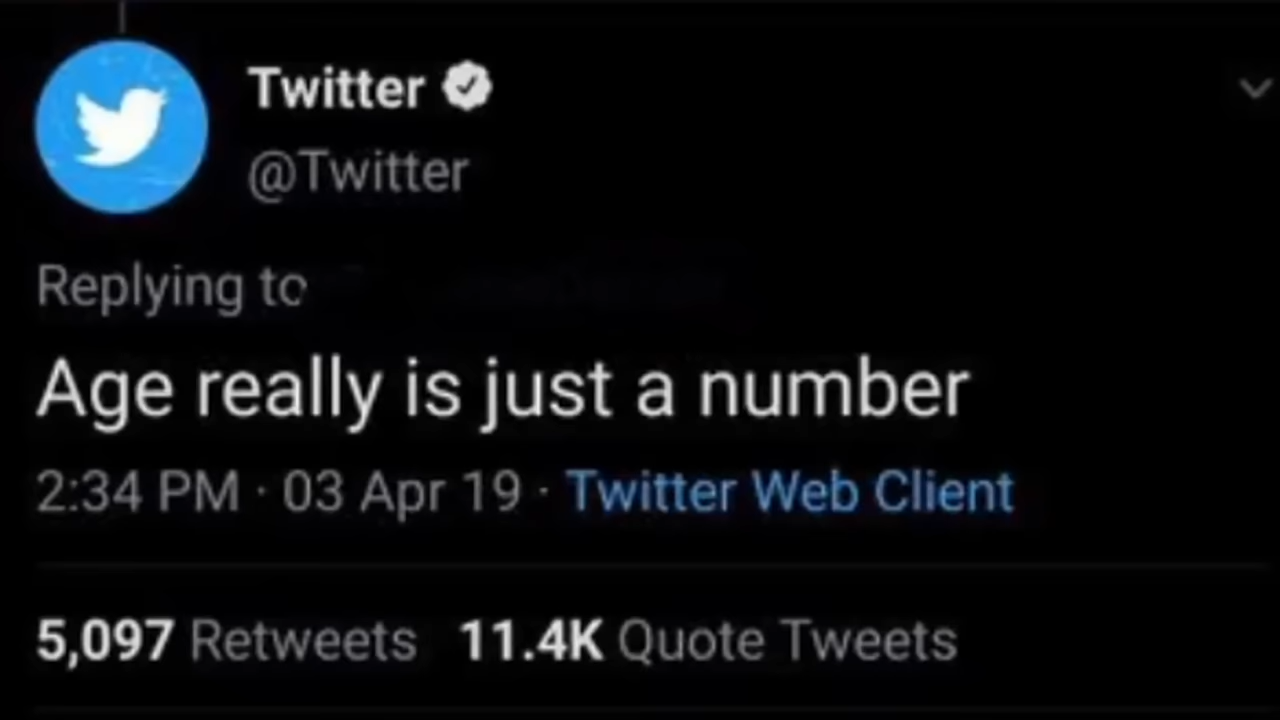 Twitter
@Twitter
Replying to
Age really is just a number
2:34 PM · 03 Apr 19 · Twitter Web Client
5,097 Retweets 11.4K Quote Tweets